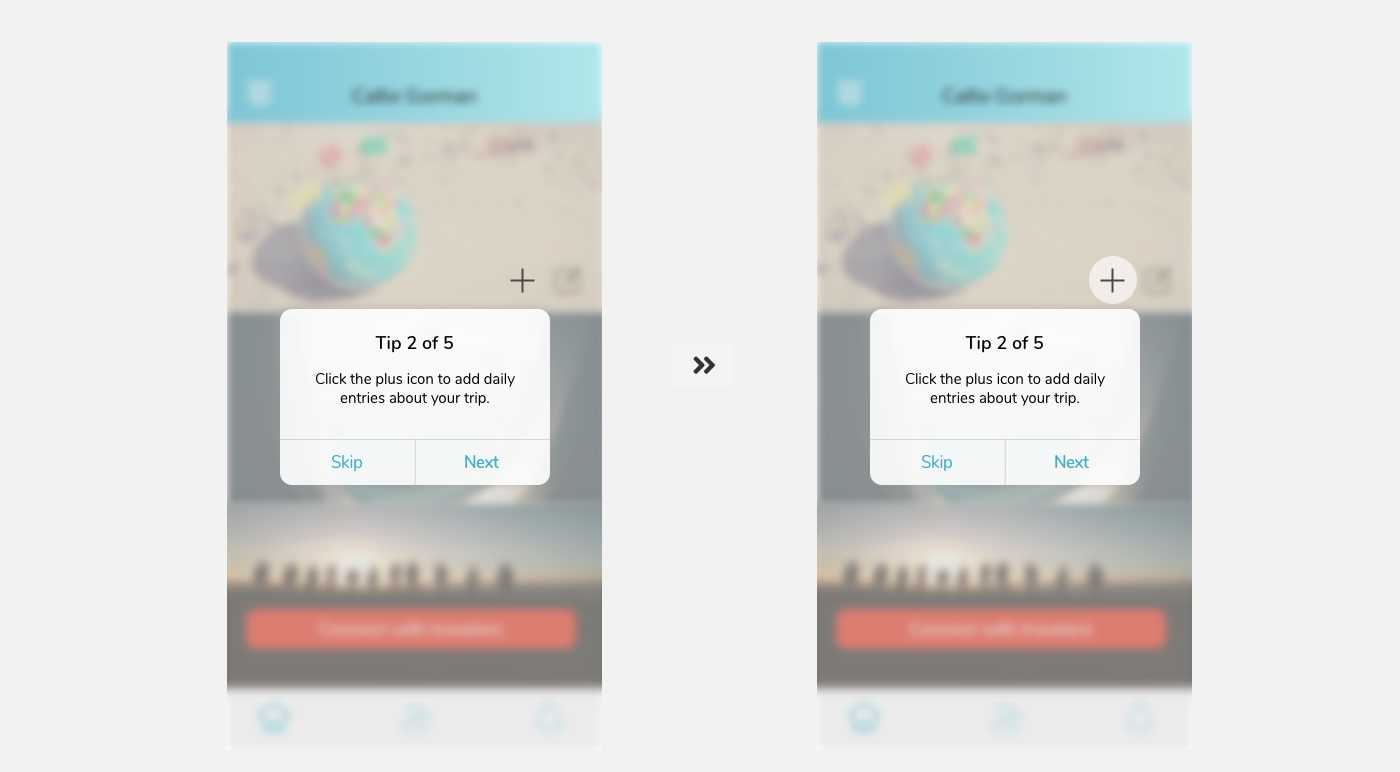 Callie Gorman
Tip 2 of 5
Click the plus icon to add daily
entries about your trip.
Skip
Next
Connect with travelers
Callie Gorman
Tip 2 of 5
Click the plus icon to add daily
entries about your trip.
Skip
Next
Connect with travelers